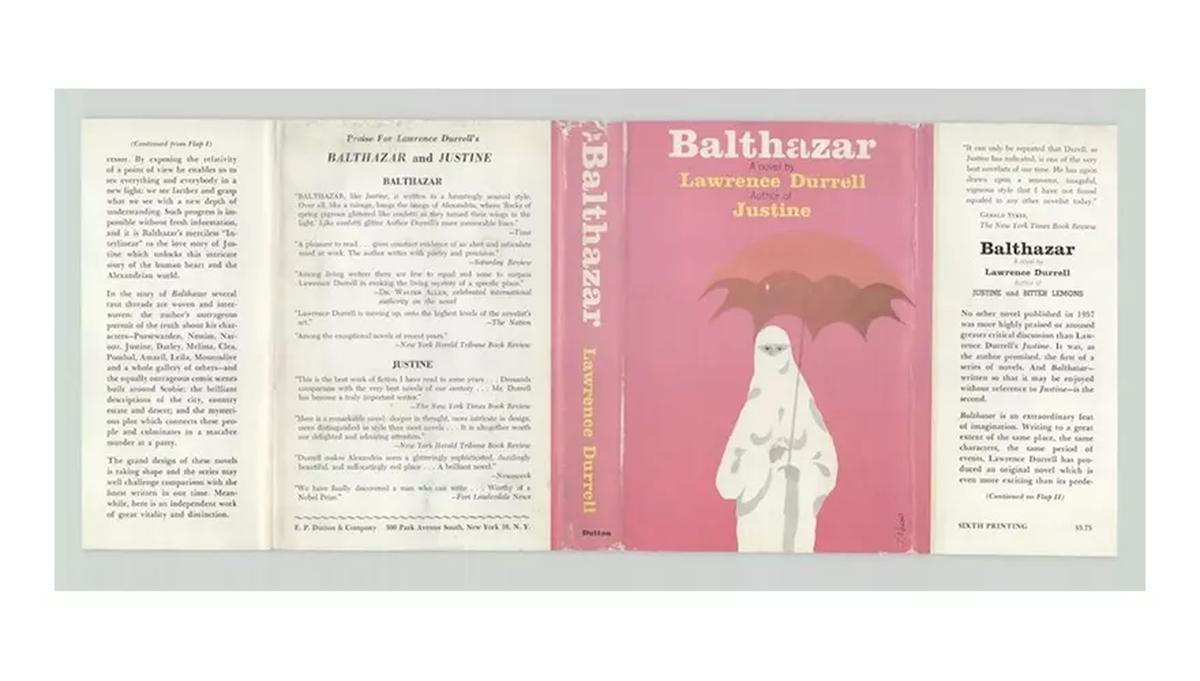 (Continued from Flap I)
cessor. By exposing the relativity
of a point of view he enables us to
see everything and everybody in a
new light; we see farther and grasp
what we see with a new depth of
understanding. Such progress is im-
possible without fresh information,
and it is Balthazar's merciless "In-
terlinear" to the love story of Jus-
tine which unlocks this intricate
story of the human heart and the
Alexandrian world.
In the story of Balthazar several
taut threads are woven and inter-
woven: the author's outrageous
pursuit of the truth about his char-
acters—Pursewarden, Nessim, Nar-
ouz, Justine, Darley, Melissa, Clea,
Pombal, Amaril, Leila, Mountolive
and a whole gallery of others—and
the equally outrageous comic scenes
built around Scobie; the brilliant
descriptions of the city, country
estate and desert; and the mysteri-
ous plot which connects these peo-
ple and culminates in a macabre
murder at a party.
The grand design of these novels
is taking shape and the series may
well challenge comparisons with the
finest written in our time. Mean-
while, here is an independent work
of great vitality and distinction.
Praise For Lawrence Durrell's
BALTHAZAR and JUSTINE
BALTHAZAR
"BALTHAZAR, like Justine, is written in a hauntingly sensual style.
Over all, like a mirage, hangs the image of Alexandria, where 'flocks of
spring pigeons glittered like confetti as they turned their wings to the
light.' Like confetti glitter Author Durrell's more memorable lines."
—Time
"A pleasure to read . . . gives constant evidence of an alert and articulate
mind at work. The author writes with poetry and precision."
—Saturday Review
"Among living writers there are few to equal and none to surpass
Lawrence Durrell in evoking the living mystery of a specific place."
—Dr. Walter Allen, celebrated international
authority on the novel
"Lawrence Durrell is moving up, onto the highest levels of the novelist's
art."
—The Nation
"Among the exceptional novels of recent years."
—New York Herald Tribune Book Review
JUSTINE
"This is the best work of fiction I have read in some years . . . Demands
comparison with the very best novels of our century . . . Mr. Durrell
has become a truly important writer."
—The New York Times Book Review
"Here is a remarkable novel: deeper in thought, more intricate in design,
more distinguished in style than most novels . . . It is altogether worth
our delighted and admiring attention."
—New York Herald Tribune Book Review
"Durrell makes Alexandria seem a glitteringly sophisticated, dazzlingly
beautiful, and suffocatingly evil place . . . A brilliant novel."
—Newsweek
"We have finally discovered a man who can write . . . Worthy of a
Nobel Prize."
—Fort Lauderdale News
E. P. Dutton & Company 300 Park Avenue South, New York 10, N. Y.
Balthazar Lawrence Durrell
Dutton
Balthazar
A novel by
Lawrence Durrell
Author of
Justine
"It can only be repeated that Durell, as
Justine has indicated, is one of the very
best novelists of our time. He has again
drawn upon a sensuous, imageful,
vigorous style that I have not found
equaled in any other novelist today."
Gerald Sykes,
The New York Times Book Review
Balthazar
A novel by
Lawrence Durrell
Author of
JUSTINE and BITTER LEMONS
No other novel published in 1957
was more highly praised or aroused
greater critical discussion than Law-
rence Durrell's Justine. It was, as
the author promised, the first of a
series of novels. And Balthazar—
written so that it may be enjoyed
without reference to Justine—is the
second.
Balthazar is an extraordinary feat
of imagination. Writing to a great
extent of the same place, the same
characters, the same period of
events, Lawrence Durrell has pro-
duced an original novel which is
even more exciting than its prede-
(Continued on Flap II)
SIXTH PRINTING $3.75